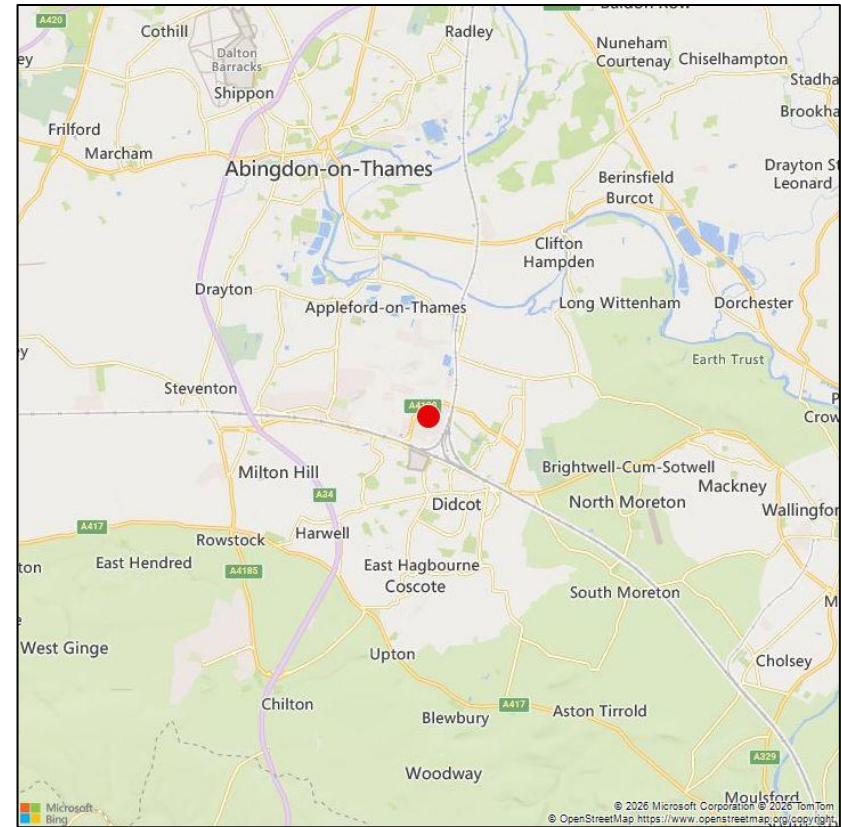 A420
Cothill
Radley
Dalton
Barracks
Nuneham
Courtenay
Chiselhampton
Shippon
Stadha
Brookha
Frilford
Marcham
Abingdon-on-Thames
Drayton St
Leonard
Berinsfield
Burcot
Clifton
Hampden
Drayton
Appleford-on-Thames
Long Wittenham
Dorchester
Earth Trust
Steventon
Crow
Milton Hill
Brightwell-Cum-Sotwell
Mackney
A34
Didcot
North Moreton
Wallingfor
A417
Rowstock
Harwell
ton
East Hendred
A4185
East Hagbourne
Coscote
South Moreton
West Ginge
Upton
Cholsey
Chilton
A417
Blewbury
Aston Tirrold
A329
Woodway
Moulsford
Microsoft
Bing
© 2026 Microsoft Corporation © 2026 TomTom
© OpenStreetMap https://www.openstreetmap.org/copyright